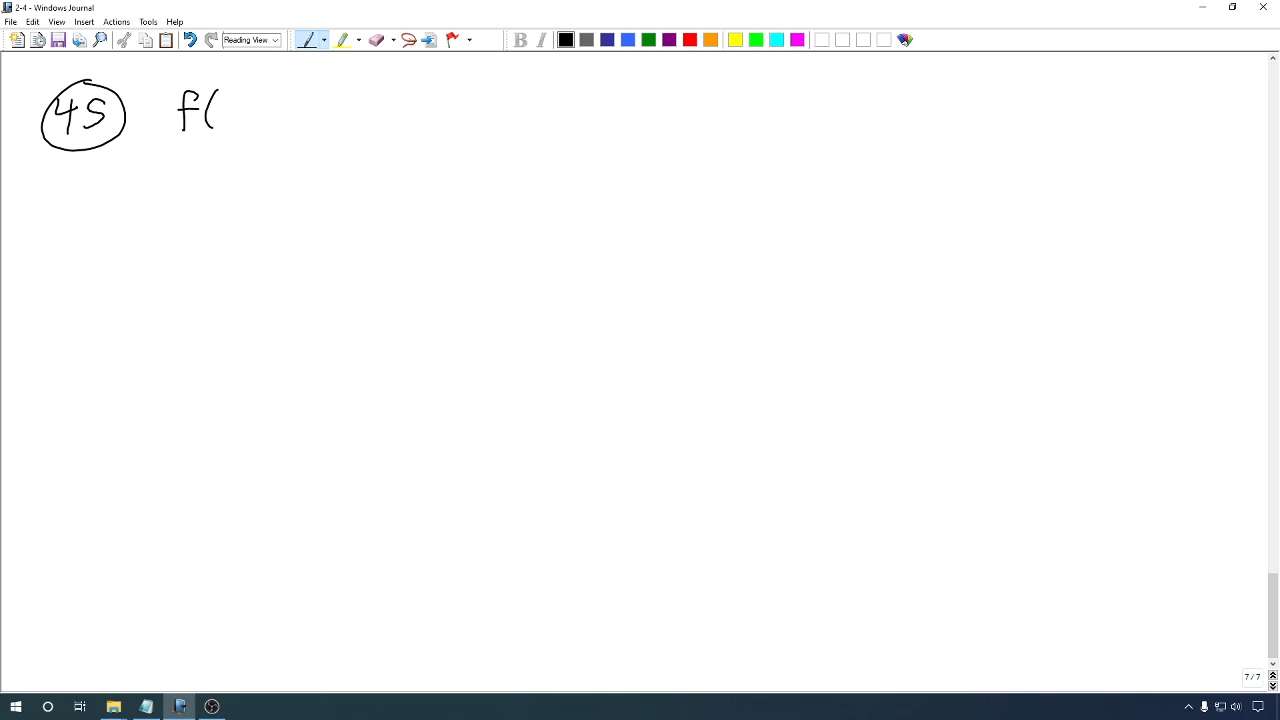 2-4 - Windows Journal
File Edit View Insert Actions Tools Help
Reading View B I
45 f(
7 / 7